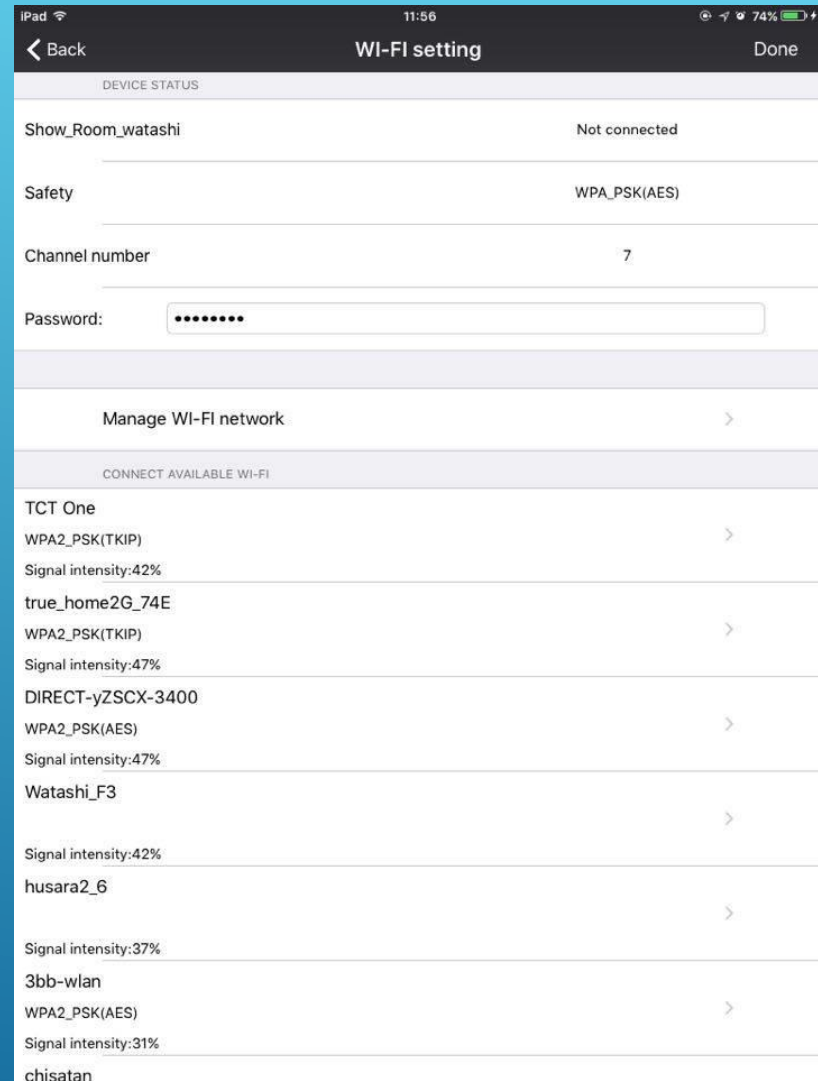 iPad 11:56 74%
Back WI-FI setting Done
DEVICE STATUS
Show_Room_watashi Not connected
Safety WPA_PSK(AES)
Channel number 7
Password: ••••••••
Manage WI-FI network
CONNECT AVAILABLE WI-FI
TCT One
WPA2_PSK(TKIP)
Signal intensity:42%
true_home2G_74E
WPA2_PSK(TKIP)
Signal intensity:47%
DIRECT-yZSCX-3400
WPA2_PSK(AES)
Signal intensity:47%
Watashi_F3
Signal intensity:42%
husara2_6
Signal intensity:37%
3bb-wlan
WPA2_PSK(AES)
Signal intensity:31%
chisatan